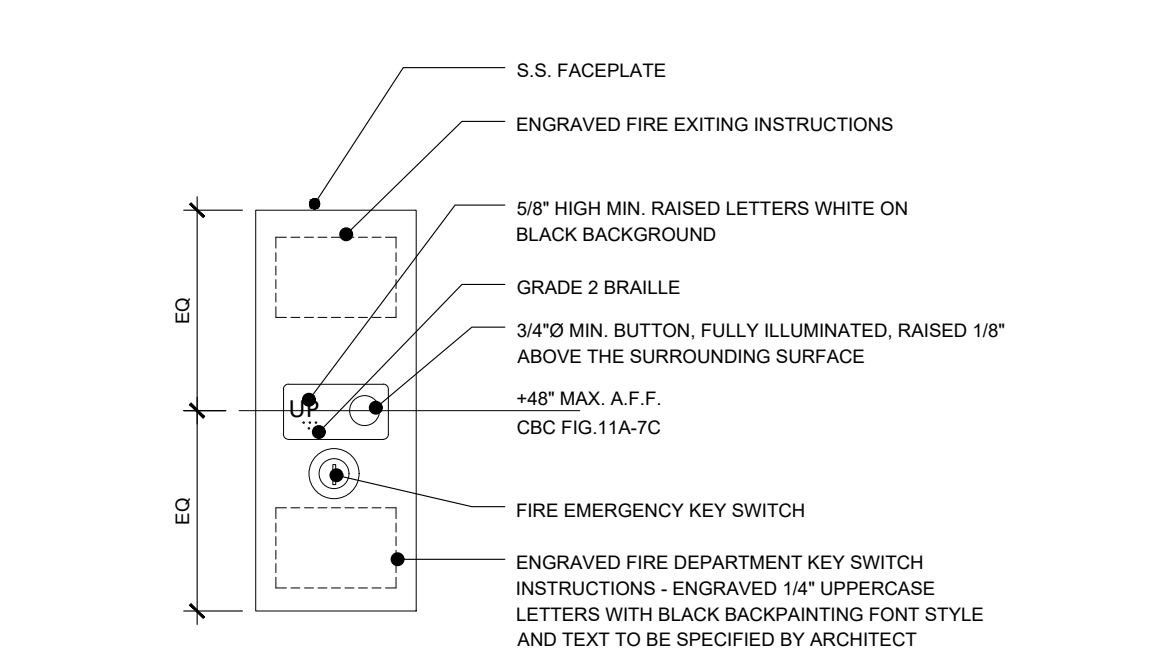 S.S. FACEPLATE
ENGRAVED FIRE EXITING INSTRUCTIONS
5/8" HIGH MIN. RAISED LETTERS WHITE ON
BLACK BACKGROUND
GRADE 2 BRAILLE
EQ
3/4"Ø MIN. BUTTON, FULLY ILLUMINATED, RAISED 1/8"
ABOVE THE SURROUNDING SURFACE
UP
+48" MAX. A.F.F.
CBC FIG.11A-7C
EQ
FIRE EMERGENCY KEY SWITCH
ENGRAVED FIRE DEPARTMENT KEY SWITCH
INSTRUCTIONS - ENGRAVED 1/4" UPPERCASE
LETTERS WITH BLACK BACKPAINTING FONT STYLE
AND TEXT TO BE SPECIFIED BY ARCHITECT